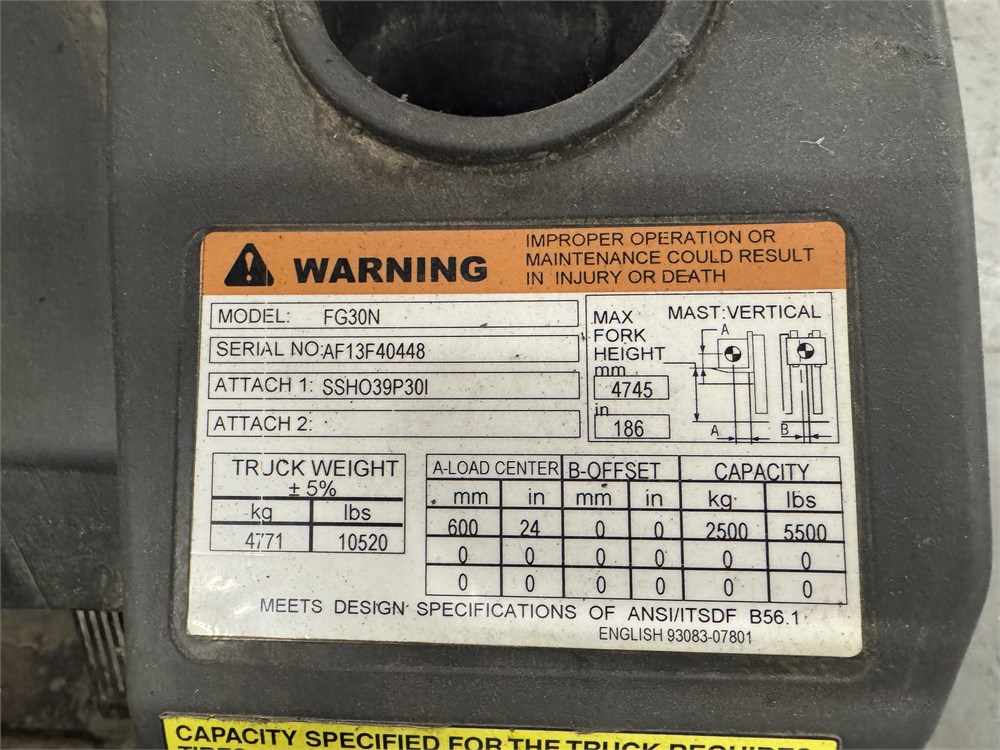 WARNING
IMPROPER OPERATION OR
MAINTENANCE COULD RESULT
IN INJURY OR DEATH
MODEL: FG30N
SERIAL NO: AF13F40448
ATTACH 1: SSHO39P30I
ATTACH 2:
MAX
FORK
HEIGHT
mm
4745
in
186
MAST:VERTICAL
A
A
B
TRUCK WEIGHT
± 5%
kg lbs
4771 10520
A-LOAD CENTER B-OFFSET CAPACITY
mm in mm in kg lbs
600 24 0 0 2500 5500
0 0 0 0 0 0
0 0 0 0 0 0
MEETS DESIGN SPECIFICATIONS OF ANSI/ITSDF B56.1
ENGLISH 93083-07801
CAPACITY SPECIFIED FOR THE TRUCK REQUIRES